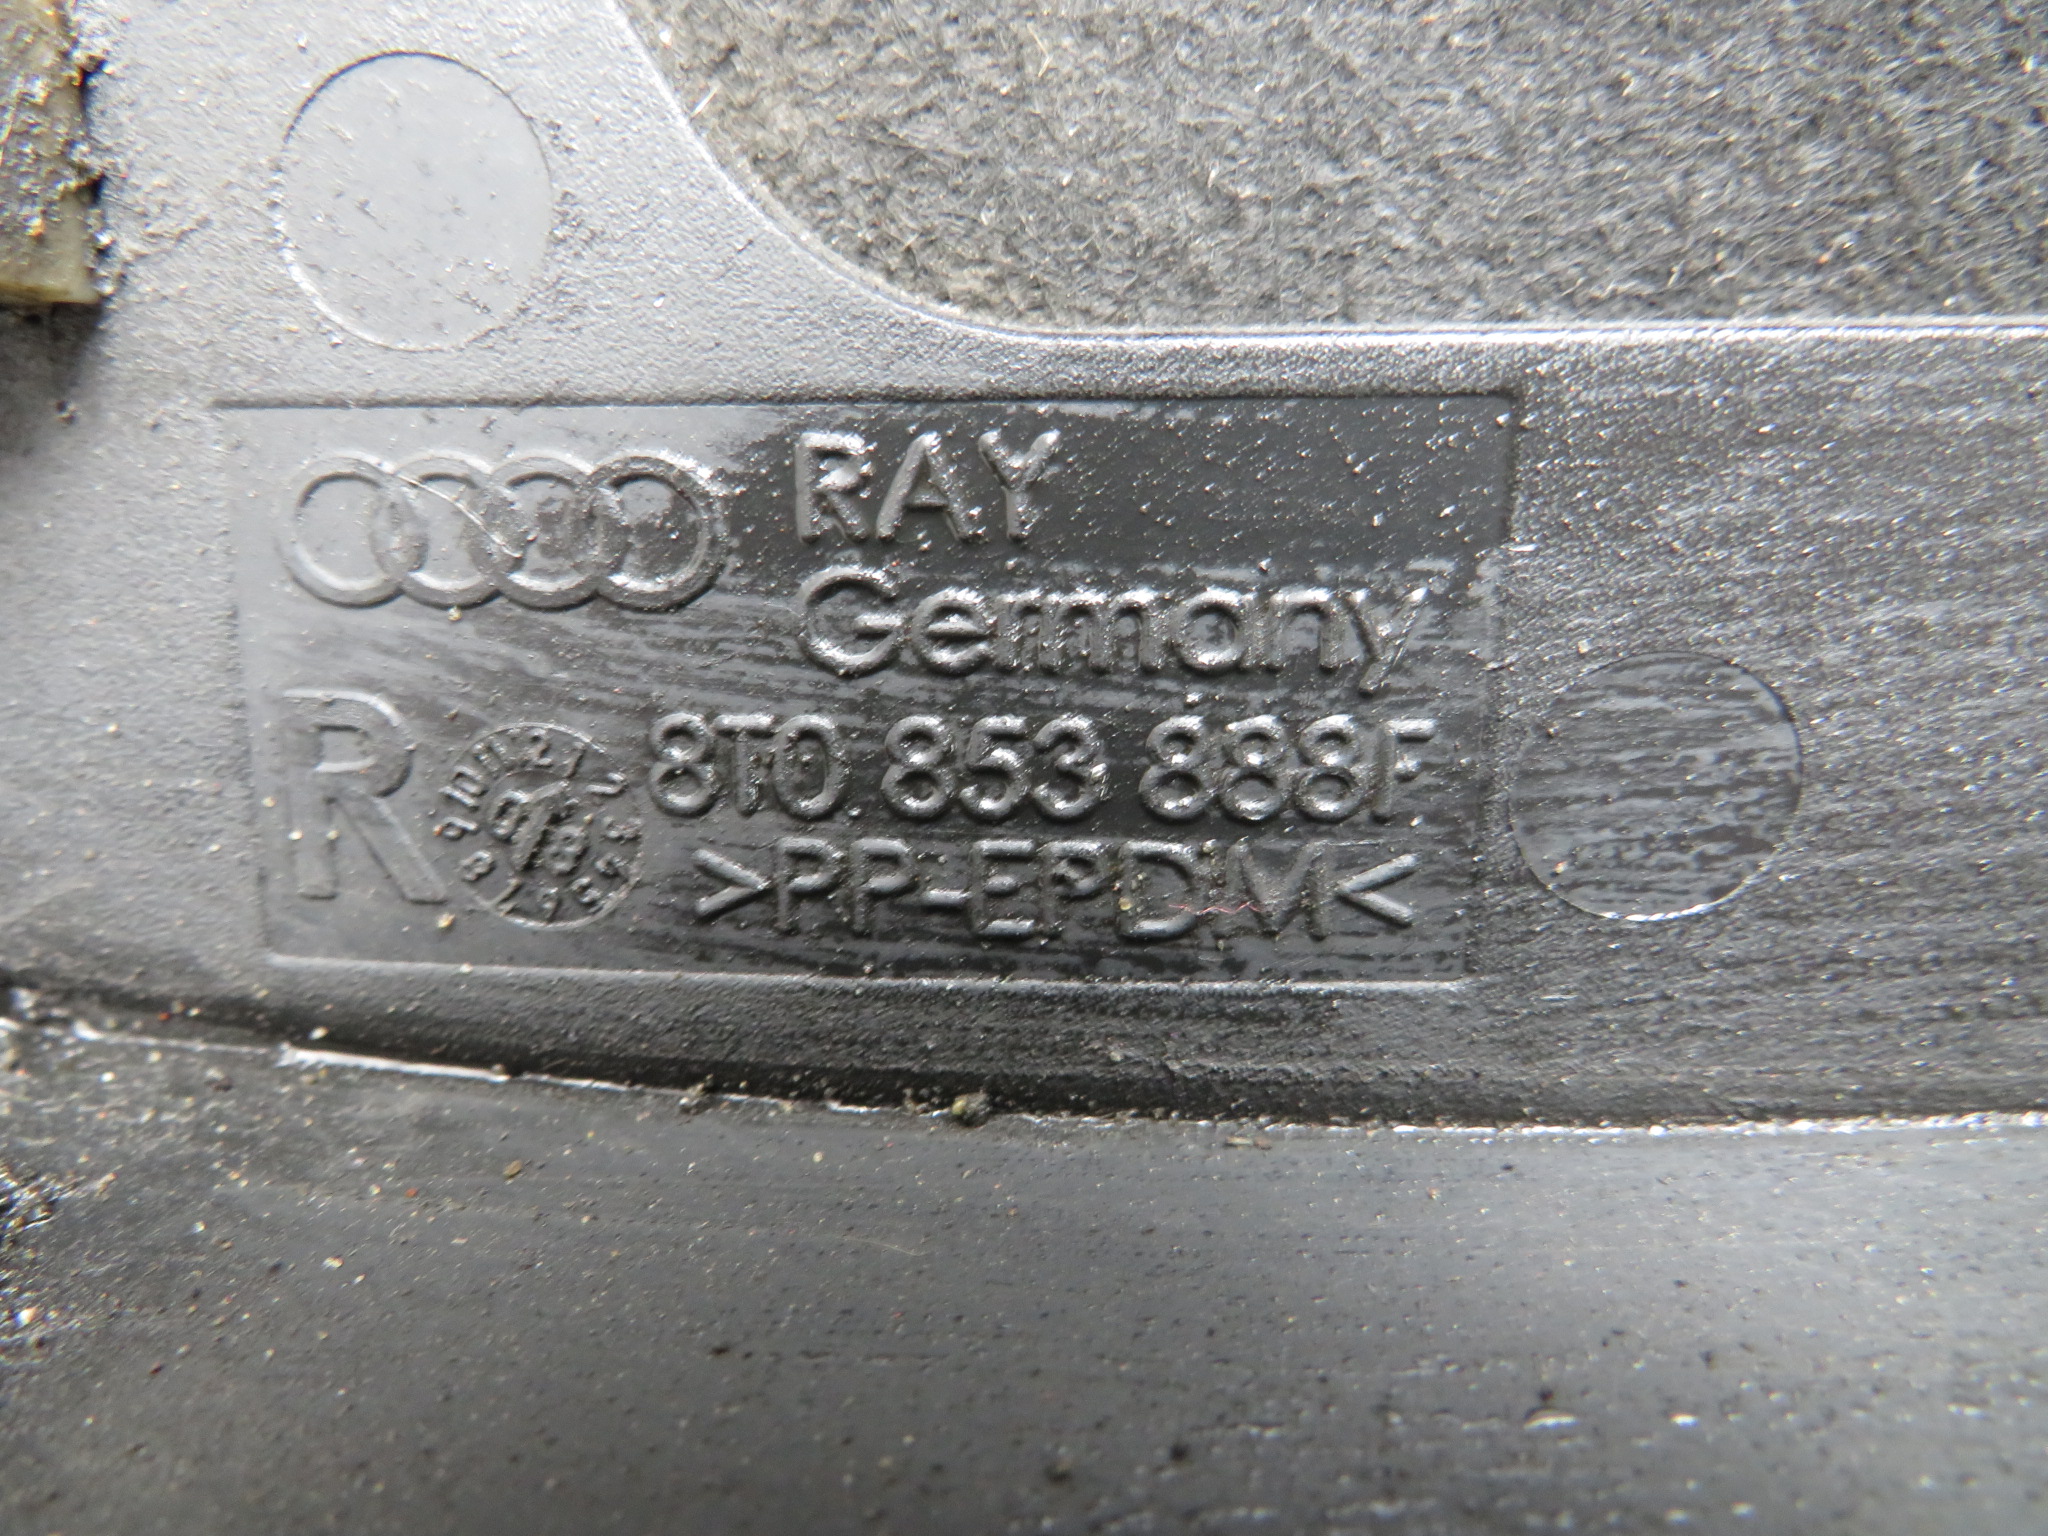 RAY
Germany
R
8T0 853 888F
>PP-EPDM<